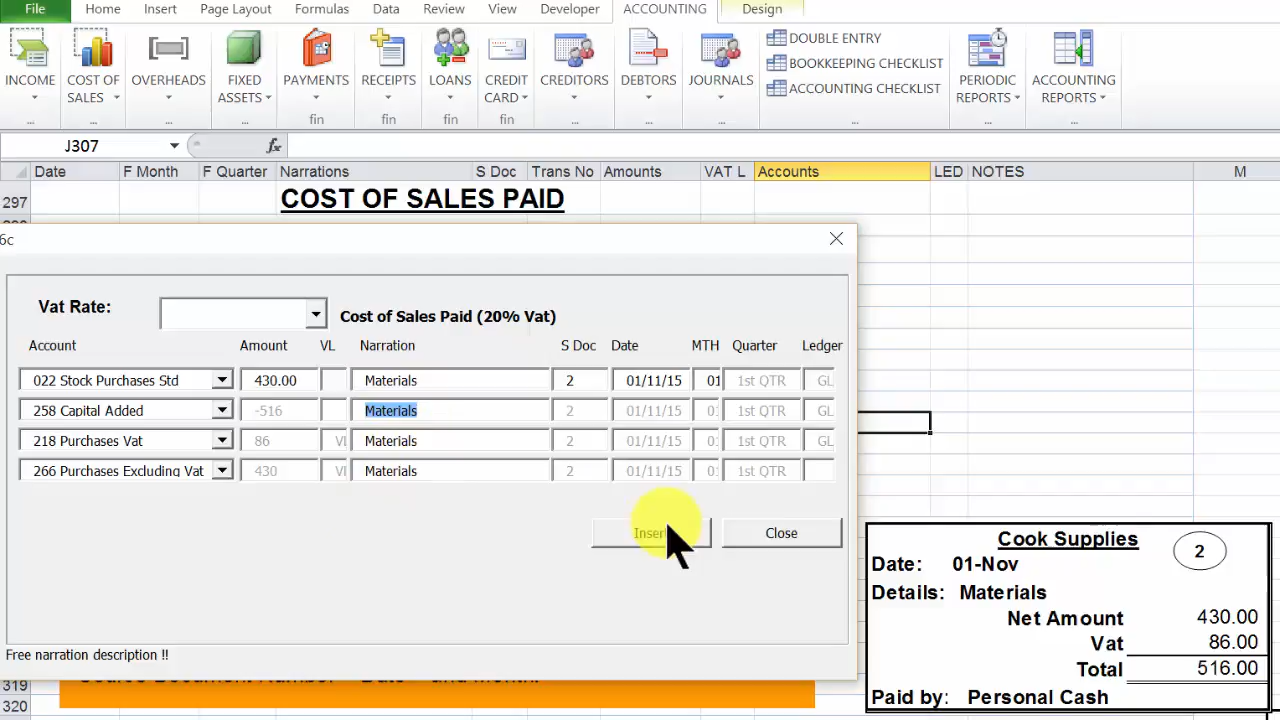 File Home Insert Page Layout Formulas Data Review View Developer ACCOUNTING Design
INCOME
COST OF SALES
OVERHEADS
FIXED ASSETS
PAYMENTS
RECEIPTS
LOANS
CREDIT CARD
CREDITORS
DEBTORS
JOURNALS
DOUBLE ENTRY
BOOKKEEPING CHECKLIST
ACCOUNTING CHECKLIST
PERIODIC REPORTS
ACCOUNTING REPORTS
... ... ... ... fin fin fin fin ... ... ... ... ... ...
J307 fx
Date F Month F Quarter Narrations S Doc Trans No Amounts VAT L Accounts LED NOTES M
297 COST OF SALES PAID
6c
Vat Rate: Cost of Sales Paid (20% Vat)
Account Amount VL Narration S Doc Date MTH Quarter Ledger
022 Stock Purchases Std 430.00 Materials 2 01/11/15 01 1st QTR GL
258 Capital Added -516 Materials 2 01/11/15 01 1st QTR GL
218 Purchases Vat 86 VL Materials 2 01/11/15 01 1st QTR GL
266 Purchases Excluding Vat 430 VL Materials 2 01/11/15 01 1st QTR
Insert Close
Free narration description !!
319
320
Cook Supplies 2
Date: 01-Nov
Details: Materials
Net Amount 430.00
Vat 86.00
Total 516.00
Paid by: Personal Cash